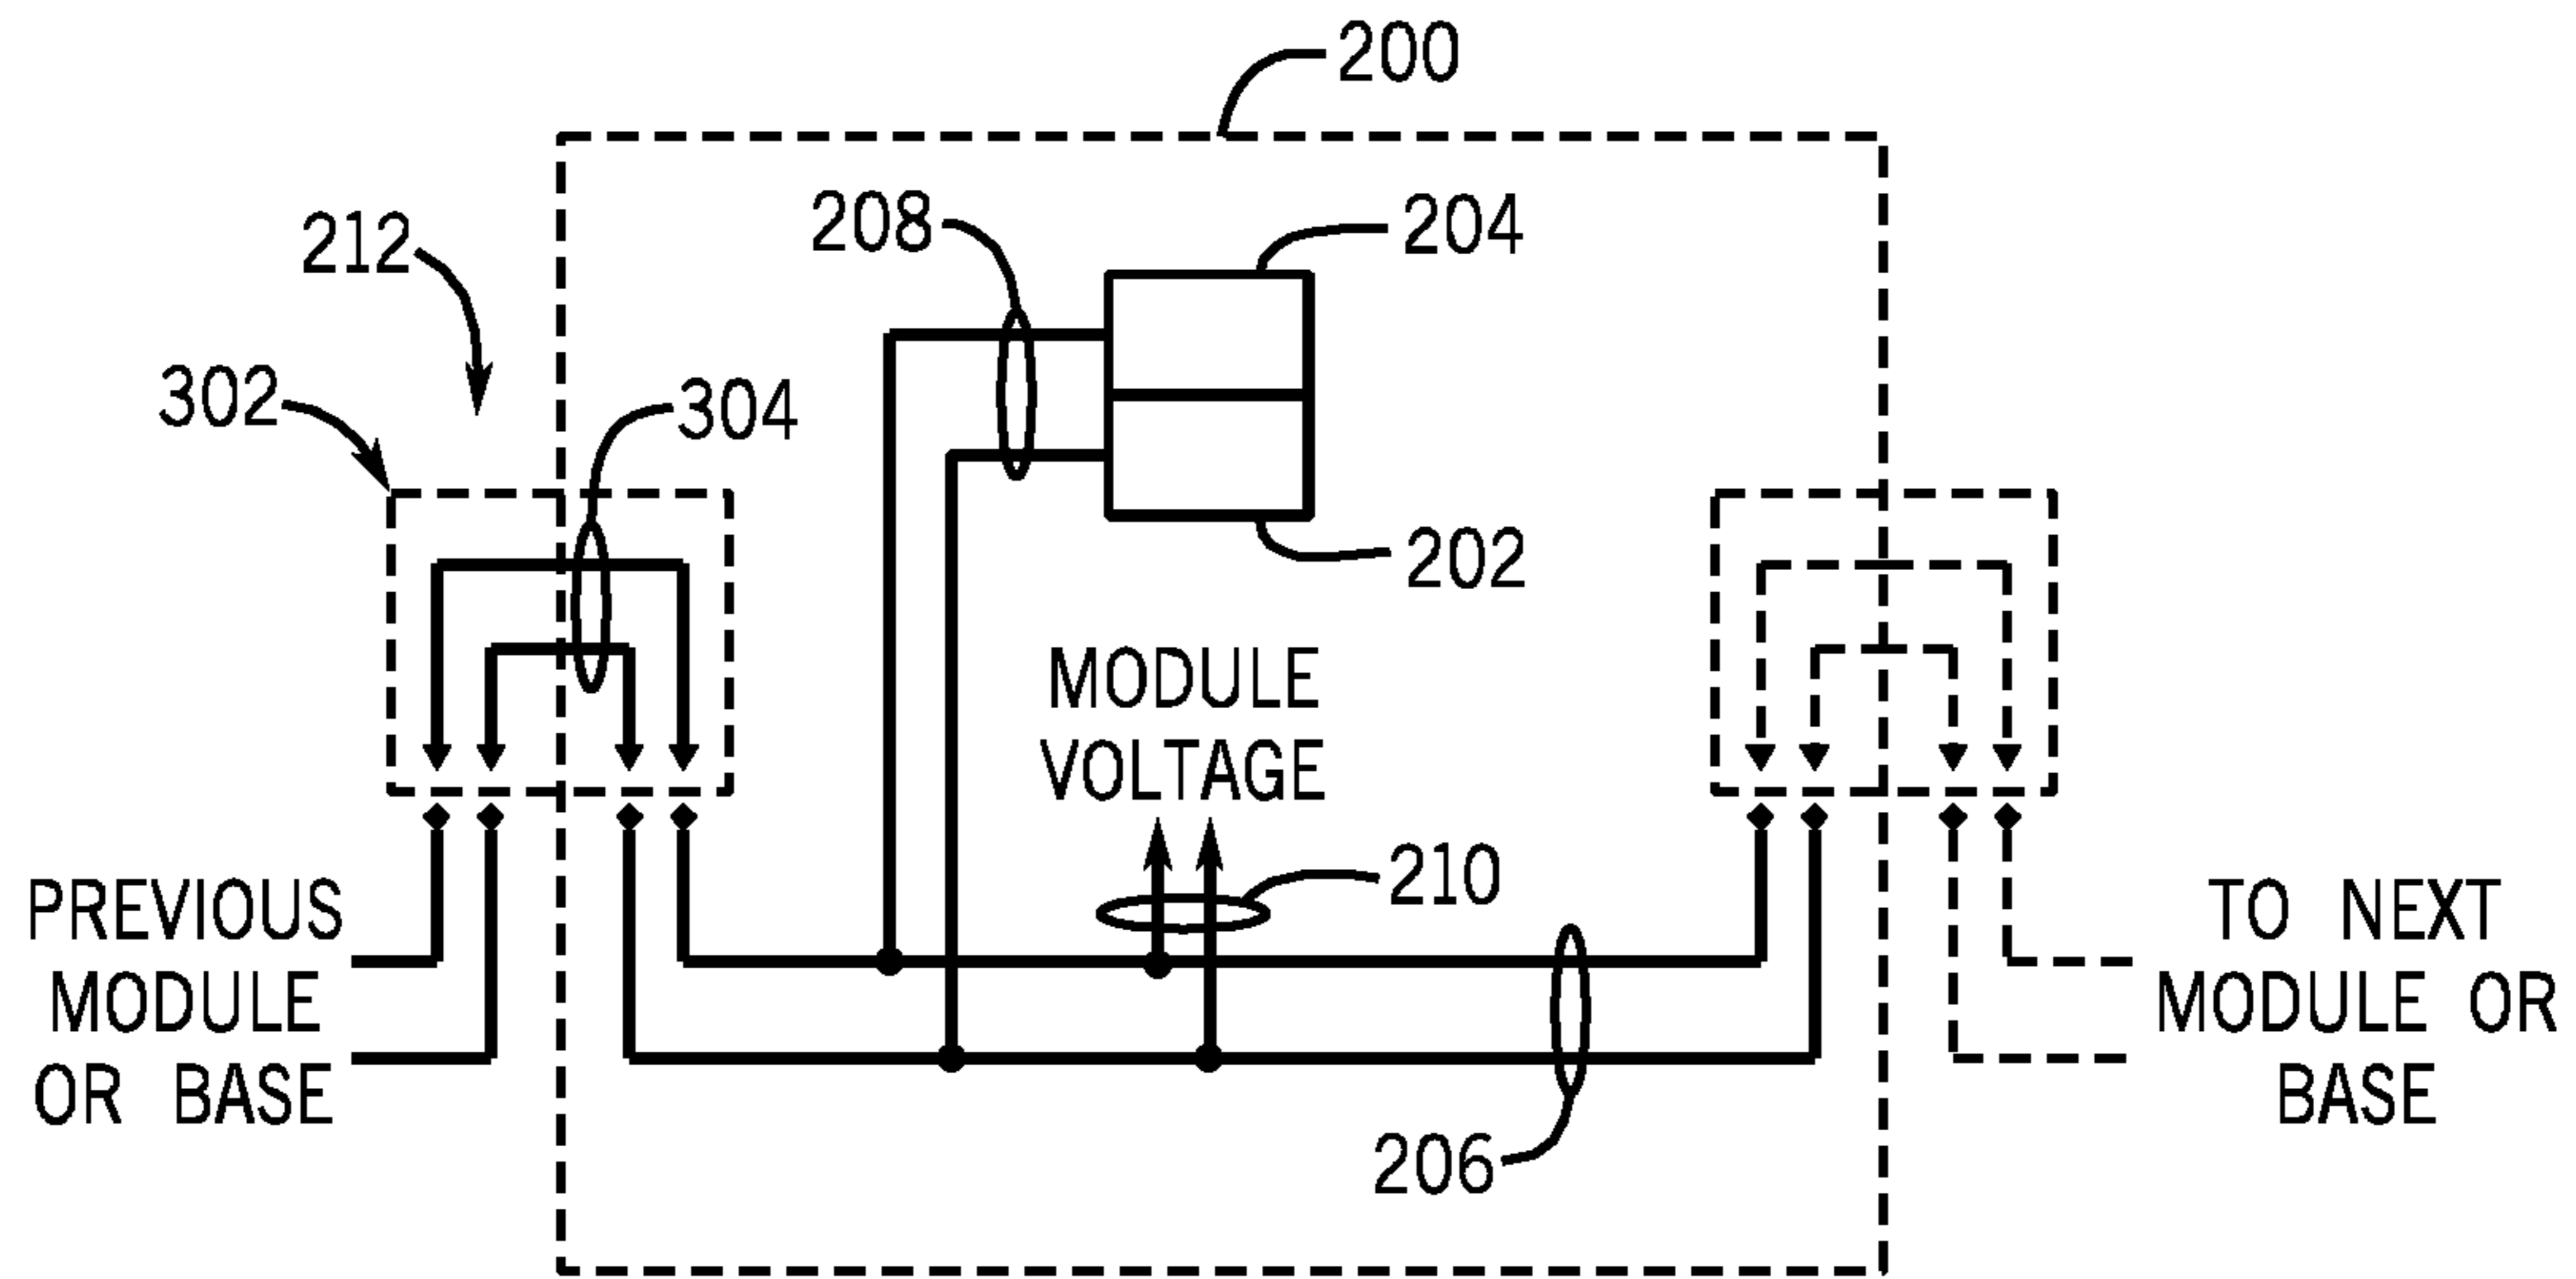 200
208
204
212
302
304
202
MODULE
VOLTAGE
210
PREVIOUS
MODULE
OR BASE
TO NEXT
MODULE OR
BASE
206